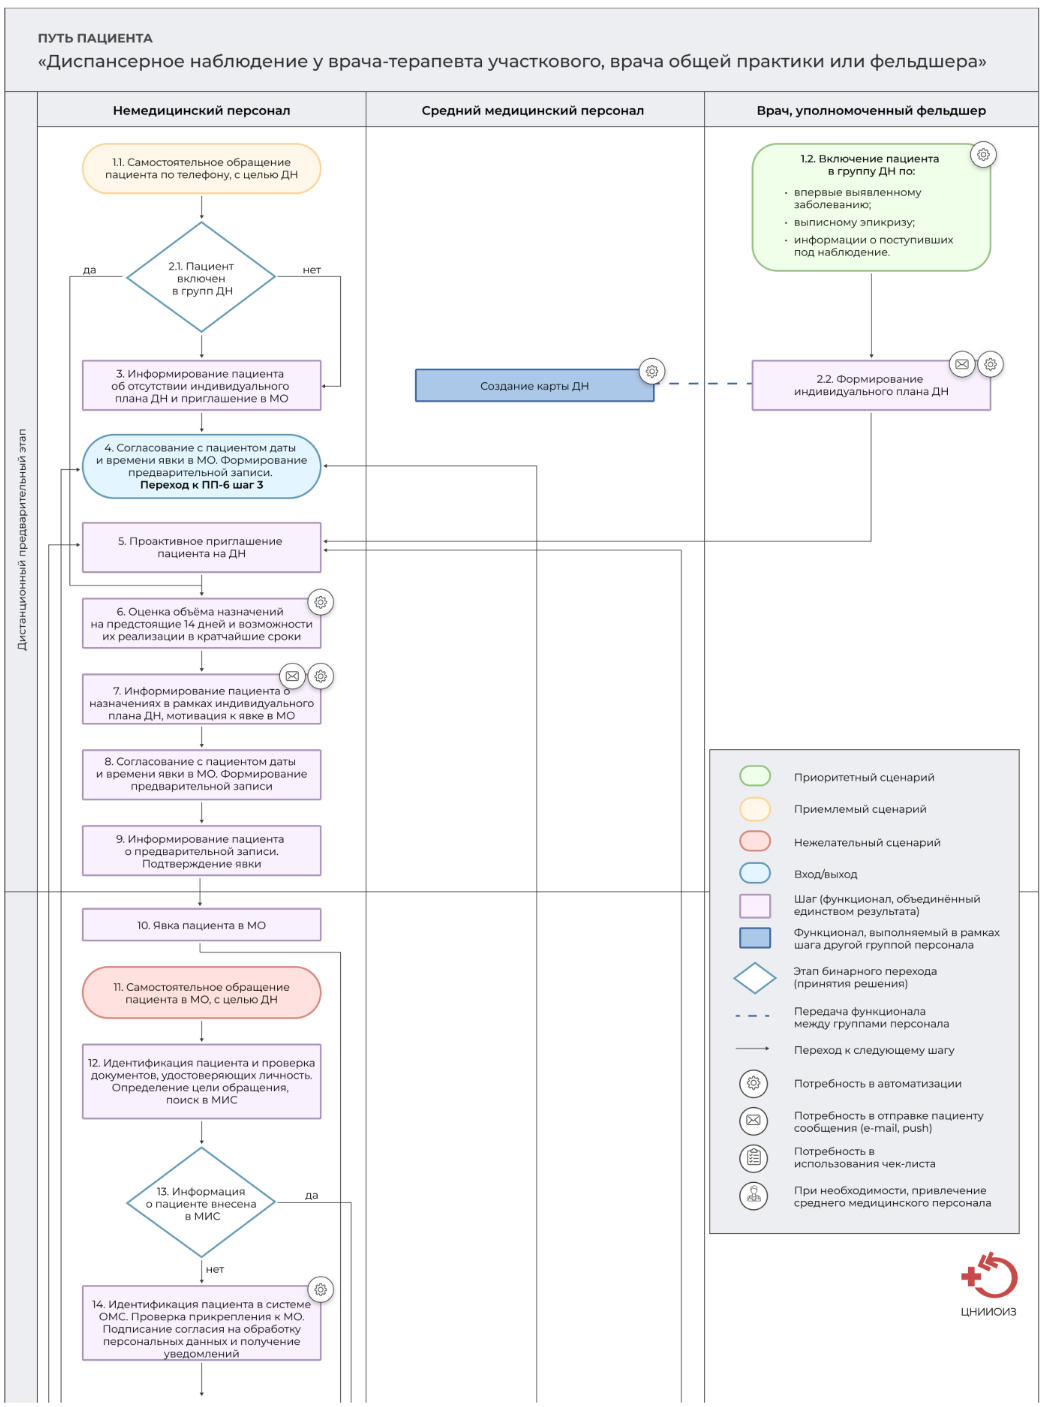 ПУТЬ ПАЦИЕНТА
«Диспансерное наблюдение у врача-терапевта участкового, врача общей практики или фельдшера»
Немедицинский персонал
Средний медицинский персонал
Врач, уполномоченный фельдшер
Дистанционный предварительный этап
1.1. Самостоятельное обращение
пациента по телефону, с целью ДН
1.2. Включение пациента
в группу ДН по:
· впервые выявленному
заболеванию;
· выписному эпикризу;
· информации о поступивших
под наблюдение.
2.1. Пациент
включен
в групп ДН
да
нет
3. Информирование пациента
об отсутствии индивидуального
плана ДН и приглашение в МО
Создание карты ДН
2.2. Формирование
индивидуального плана ДН
4. Согласование с пациентом даты
и времени явки в МО. Формирование
предварительной записи.
Переход к ПП-6 шаг 3
5. Проактивное приглашение
пациента на ДН
6. Оценка объёма назначений
на предстоящие 14 дней и возможности
их реализации в кратчайшие сроки
7. Информирование пациента о
назначениях в рамках индивидуального
плана ДН, мотивация к явке в МО
8. Согласование с пациентом даты
и времени явки в МО. Формирование
предварительной записи
9. Информирование пациента
о предварительной записи.
Подтверждение явки
10. Явка пациента в МО
11. Самостоятельное обращение
пациента в МО, с целью ДН
12. Идентификация пациента и проверка
документов, удостоверяющих личность.
Определение цели обращения,
поиск в МИС
13. Информация
о пациенте внесена
в МИС
да
нет
14. Идентификация пациента в системе
ОМС. Проверка прикрепления к МО.
Подписание согласия на обработку
персональных данных и получение
уведомлений
Приоритетный сценарий
Приемлемый сценарий
Нежелательный сценарий
Вход/выход
Шаг (функционал, объединённый
единством результата)
Функционал, выполняемый в рамках
шага другой группой персонала
Этап бинарного перехода
(принятия решения)
Передача функционала
между группами персонала
Переход к следующему шагу
Потребность в автоматизации
Потребность в отправке пациенту
сообщения (e-mail, push)
Потребность в
использования чек-листа
При необходимости, привлечение
среднего медицинского персонала
ЦНИИОИЗ